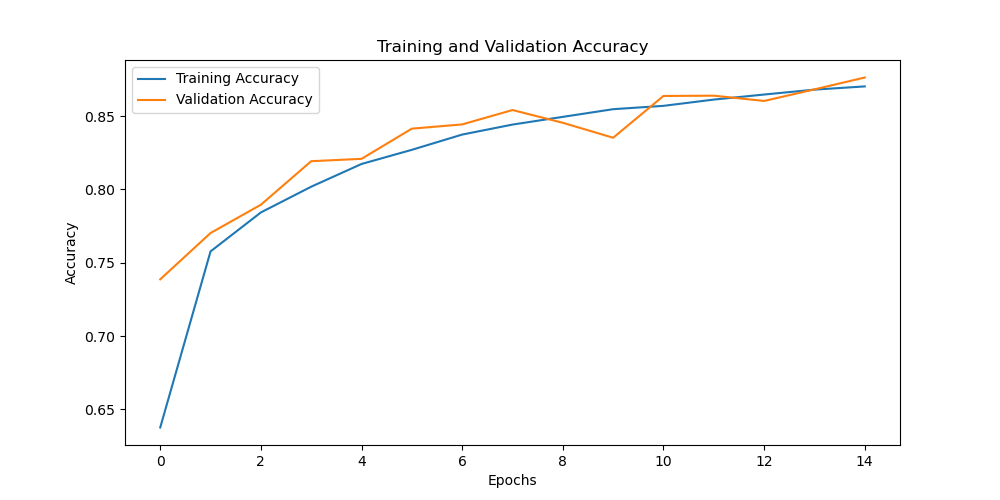 Training and Validation Accuracy
Training Accuracy
Validation Accuracy
0.85
0.80
0.75
0.70
0.65
Accuracy
0 2 4 6 8 10 12 14
Epochs